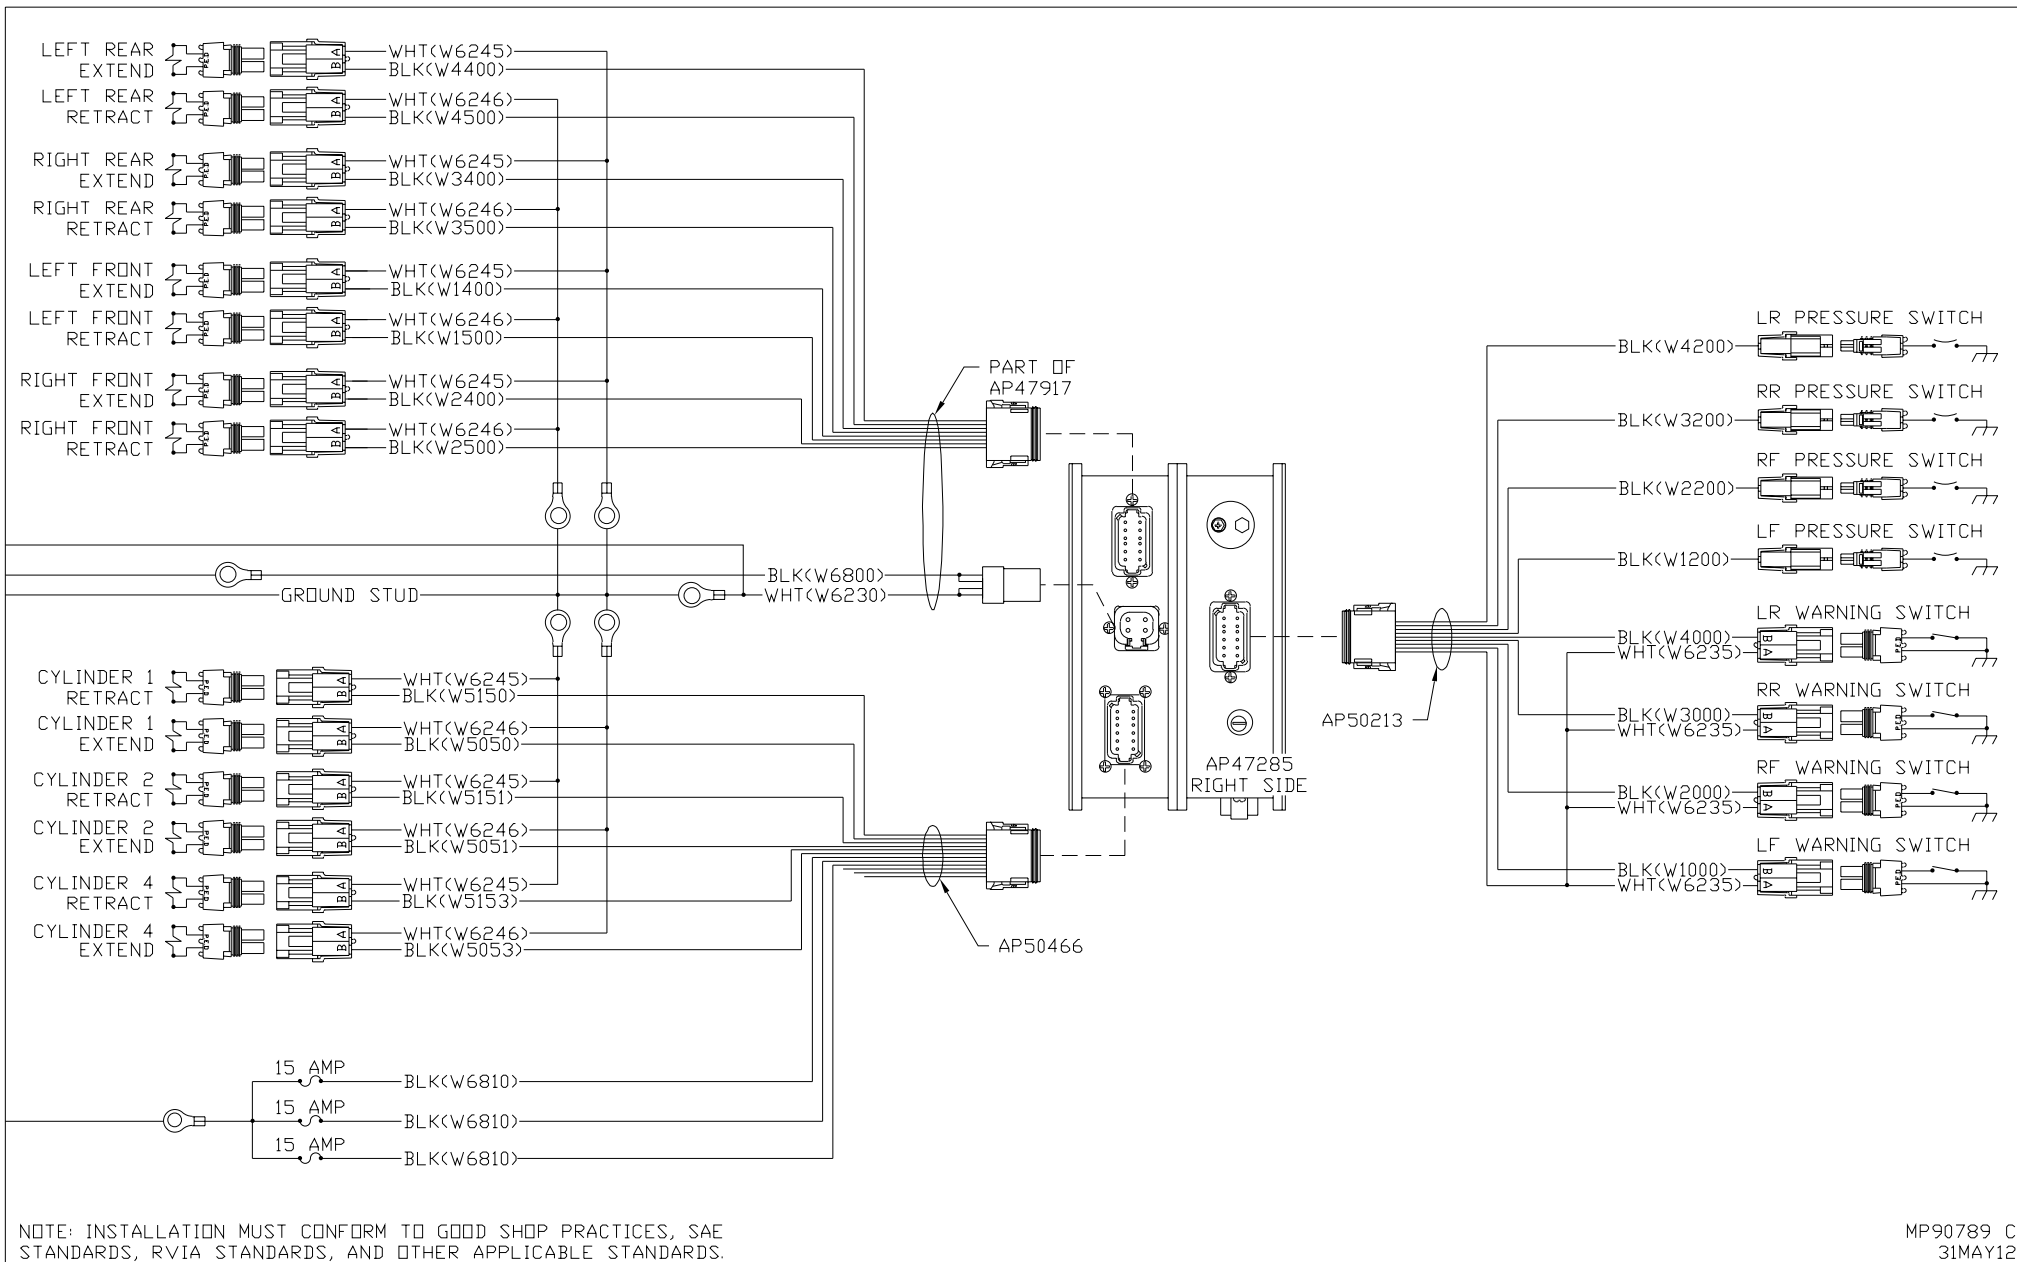 LEFT REAR
EXTEND
WHT(W6245)
BLK(W4400)
LEFT REAR
RETRACT
WHT(W6246)
BLK(W4500)
RIGHT REAR
EXTEND
WHT(W6245)
BLK(W3400)
RIGHT REAR
RETRACT
WHT(W6246)
BLK(W3500)
LEFT FRONT
EXTEND
WHT(W6245)
BLK(W1400)
LEFT FRONT
RETRACT
WHT(W6246)
BLK(W1500)
RIGHT FRONT
EXTEND
WHT(W6245)
BLK(W2400)
RIGHT FRONT
RETRACT
WHT(W6246)
BLK(W2500)
PART OF
AP47917
BLK(W6800)
WHT(W6230)
GROUND STUD
CYLINDER 1
RETRACT
WHT(W6245)
BLK(W5150)
CYLINDER 1
EXTEND
WHT(W6246)
BLK(W5050)
CYLINDER 2
RETRACT
WHT(W6245)
BLK(W5151)
CYLINDER 2
EXTEND
WHT(W6246)
BLK(W5051)
CYLINDER 4
RETRACT
WHT(W6245)
BLK(W5153)
CYLINDER 4
EXTEND
WHT(W6246)
BLK(W5053)
AP50466
15 AMP
BLK(W6810)
15 AMP
BLK(W6810)
15 AMP
BLK(W6810)
AP47285
RIGHT SIDE
AP50213
LR PRESSURE SWITCH
BLK(W4200)
RR PRESSURE SWITCH
BLK(W3200)
RF PRESSURE SWITCH
BLK(W2200)
LF PRESSURE SWITCH
BLK(W1200)
LR WARNING SWITCH
BLK(W4000)
WHT(W6235)
B
A
RR WARNING SWITCH
BLK(W3000)
WHT(W6235)
B
A
RF WARNING SWITCH
BLK(W2000)
WHT(W6235)
B
A
LF WARNING SWITCH
BLK(W1000)
WHT(W6235)
B
A
NOTE: INSTALLATION MUST CONFORM TO GOOD SHOP PRACTICES, SAE
STANDARDS, RVIA STANDARDS, AND OTHER APPLICABLE STANDARDS.
MP90789 C
31MAY12